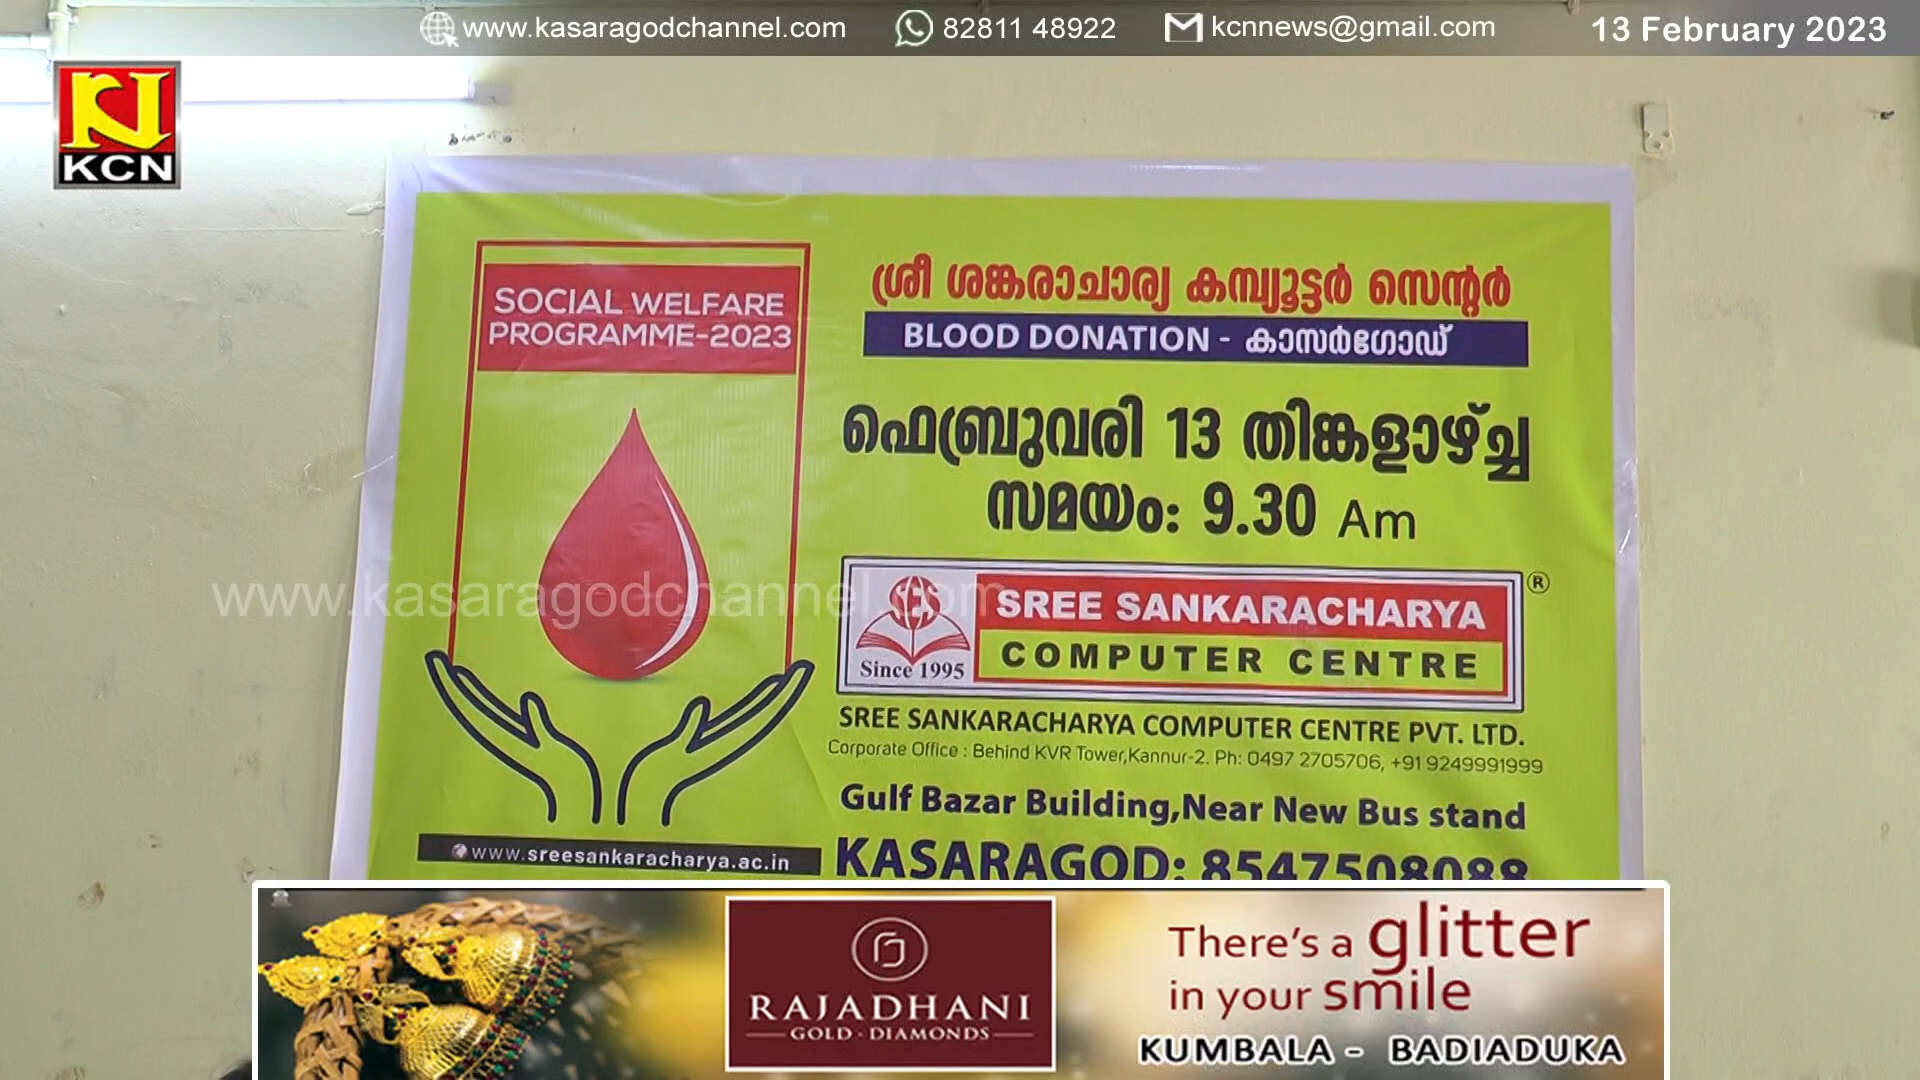 www.kasaragodchannel.com 82811 48922 kcnnews@gmail.com 13 February 2023
KCN
SOCIAL WELFARE
PROGRAMME-2023
ശ്രീ ശങ്കരാചാര്യ കമ്പ്യൂട്ടർ സെന്റർ
BLOOD DONATION - കാസർഗോഡ്
ഫെബ്രുവരി 13 തിങ്കളാഴ്ച്ച
സമയം: 9.30 Am
www.kasaragodchannel.com
Since 1995
SREE SANKARACHARYA
COMPUTER CENTRE
®
SREE SANKARACHARYA COMPUTER CENTRE PVT. LTD.
Corporate Office : Behind KVR Tower,Kannur-2. Ph: 0497 2705706, +91 9249991999
Gulf Bazar Building,Near New Bus stand
KASARAGOD: 8547508088
www.sreesankaracharya.ac.in
RAJADHANI
GOLD · DIAMONDS
There's a glitter
in your smile
KUMBALA - BADIADUKA